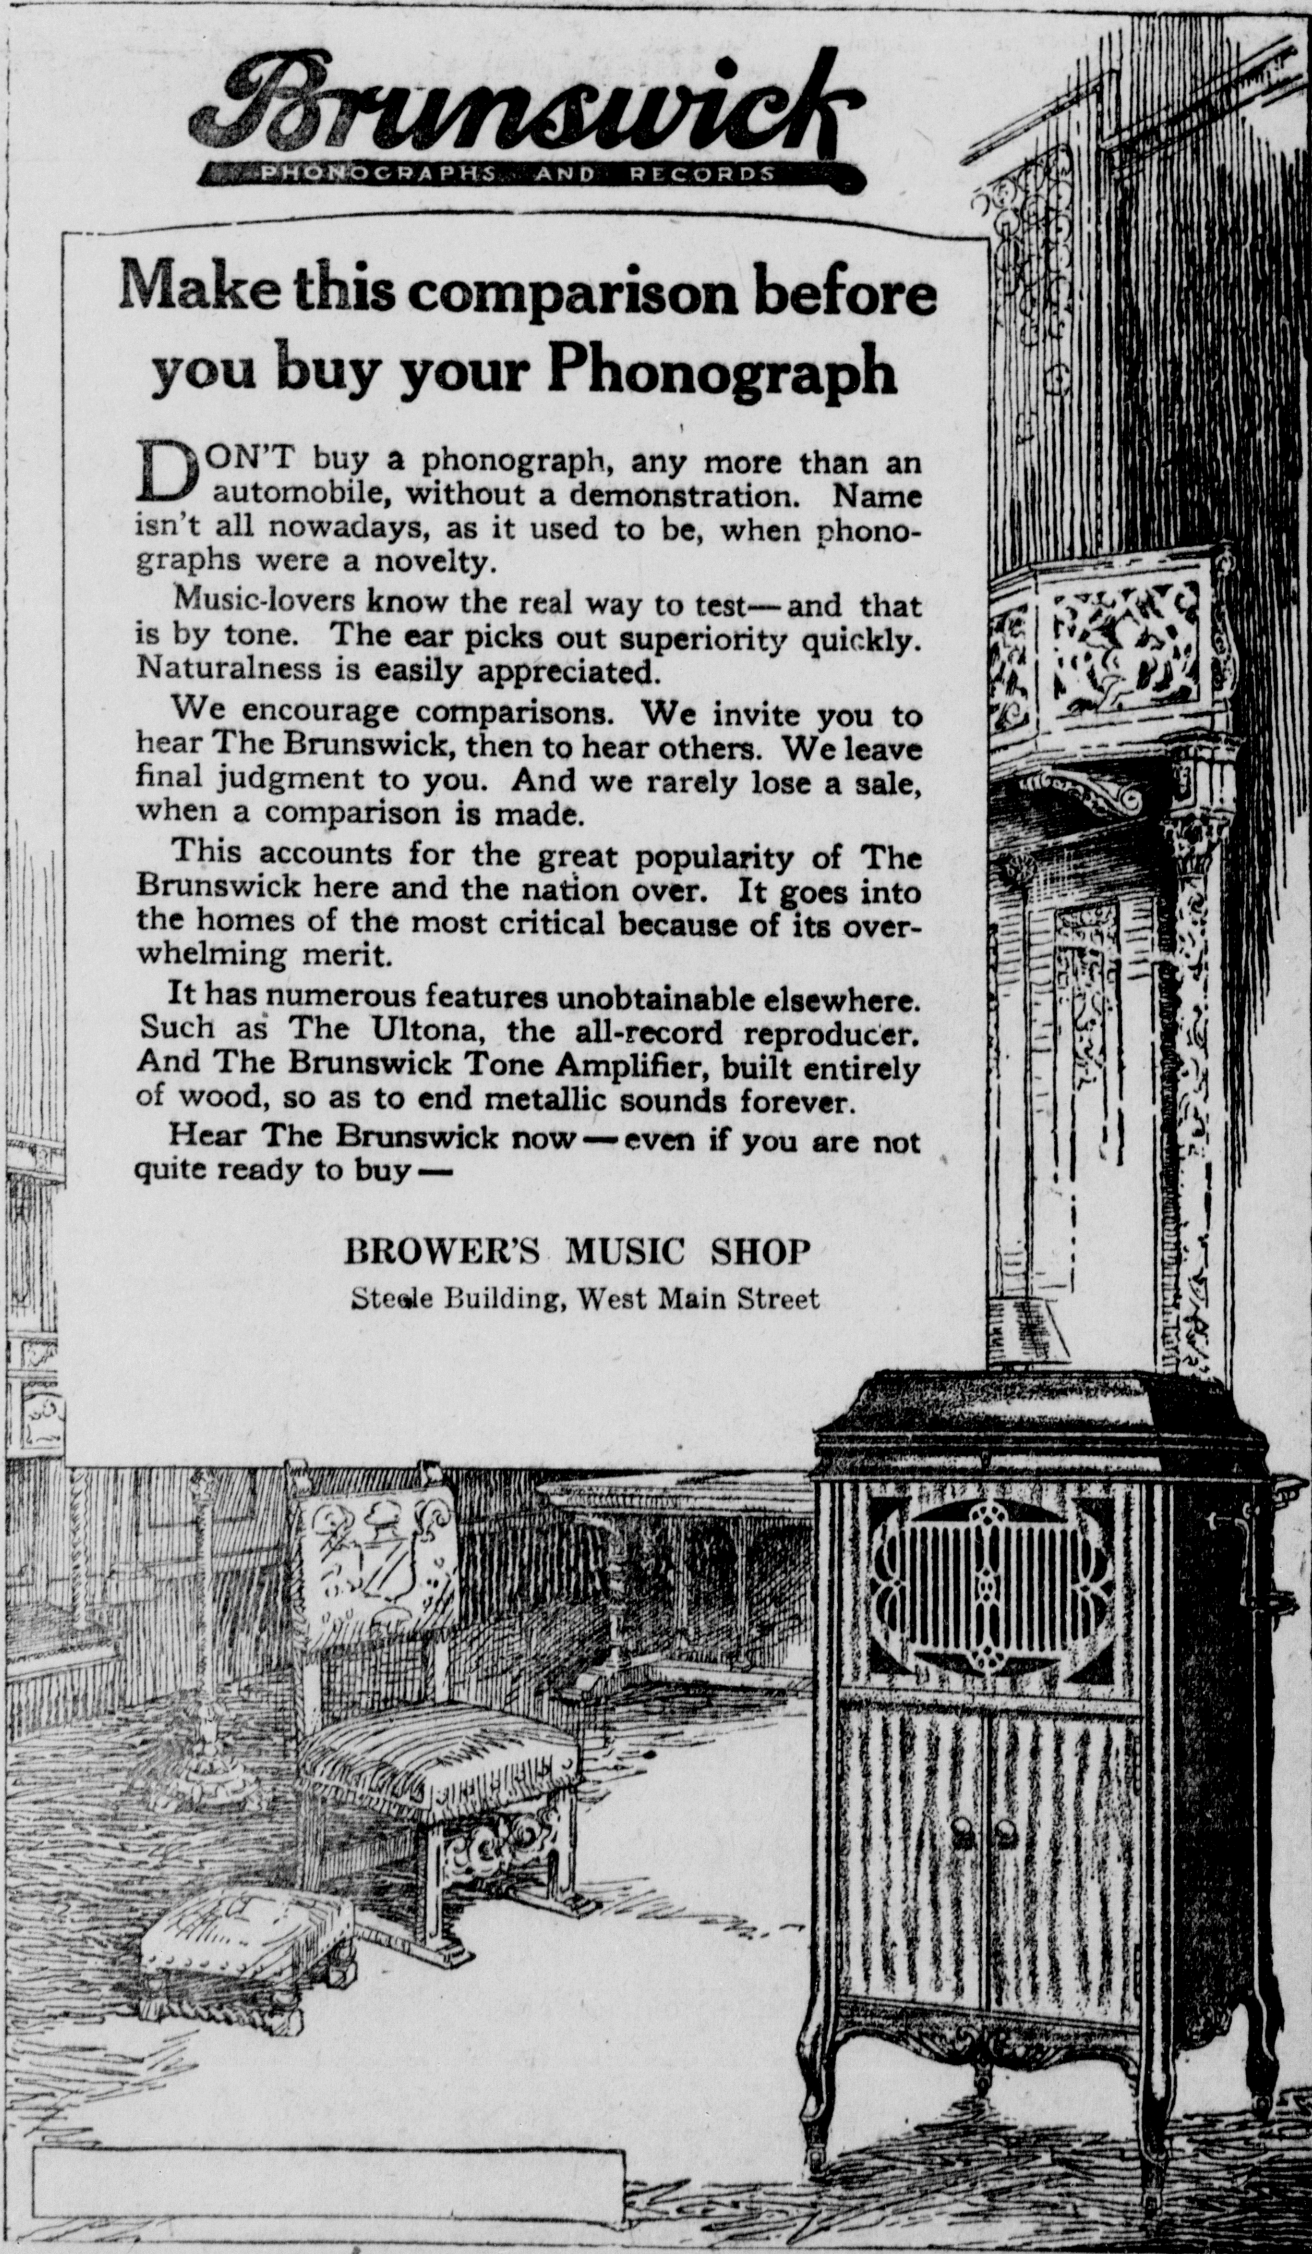 Brunswick
PHONOGRAPHS AND RECORDS
Make this comparison before
you buy your Phonograph
DON'T buy a phonograph, any more than an
automobile, without a demonstration. Name
isn't all nowadays, as it used to be, when phono-
graphs were a novelty.
Music-lovers know the real way to test—and that
is by tone. The ear picks out superiority quickly.
Naturalness is easily appreciated.
We encourage comparisons. We invite you to
hear The Brunswick, then to hear others. We leave
final judgment to you. And we rarely lose a sale,
when a comparison is made.
This accounts for the great popularity of The
Brunswick here and the nation over. It goes into
the homes of the most critical because of its over-
whelming merit.
It has numerous features unobtainable elsewhere.
Such as The Ultona, the all-record reproducer.
And The Brunswick Tone Amplifier, built entirely
of wood, so as to end metallic sounds forever.
Hear The Brunswick now—even if you are not
quite ready to buy—
BROWER'S MUSIC SHOP
Steele Building, West Main Street